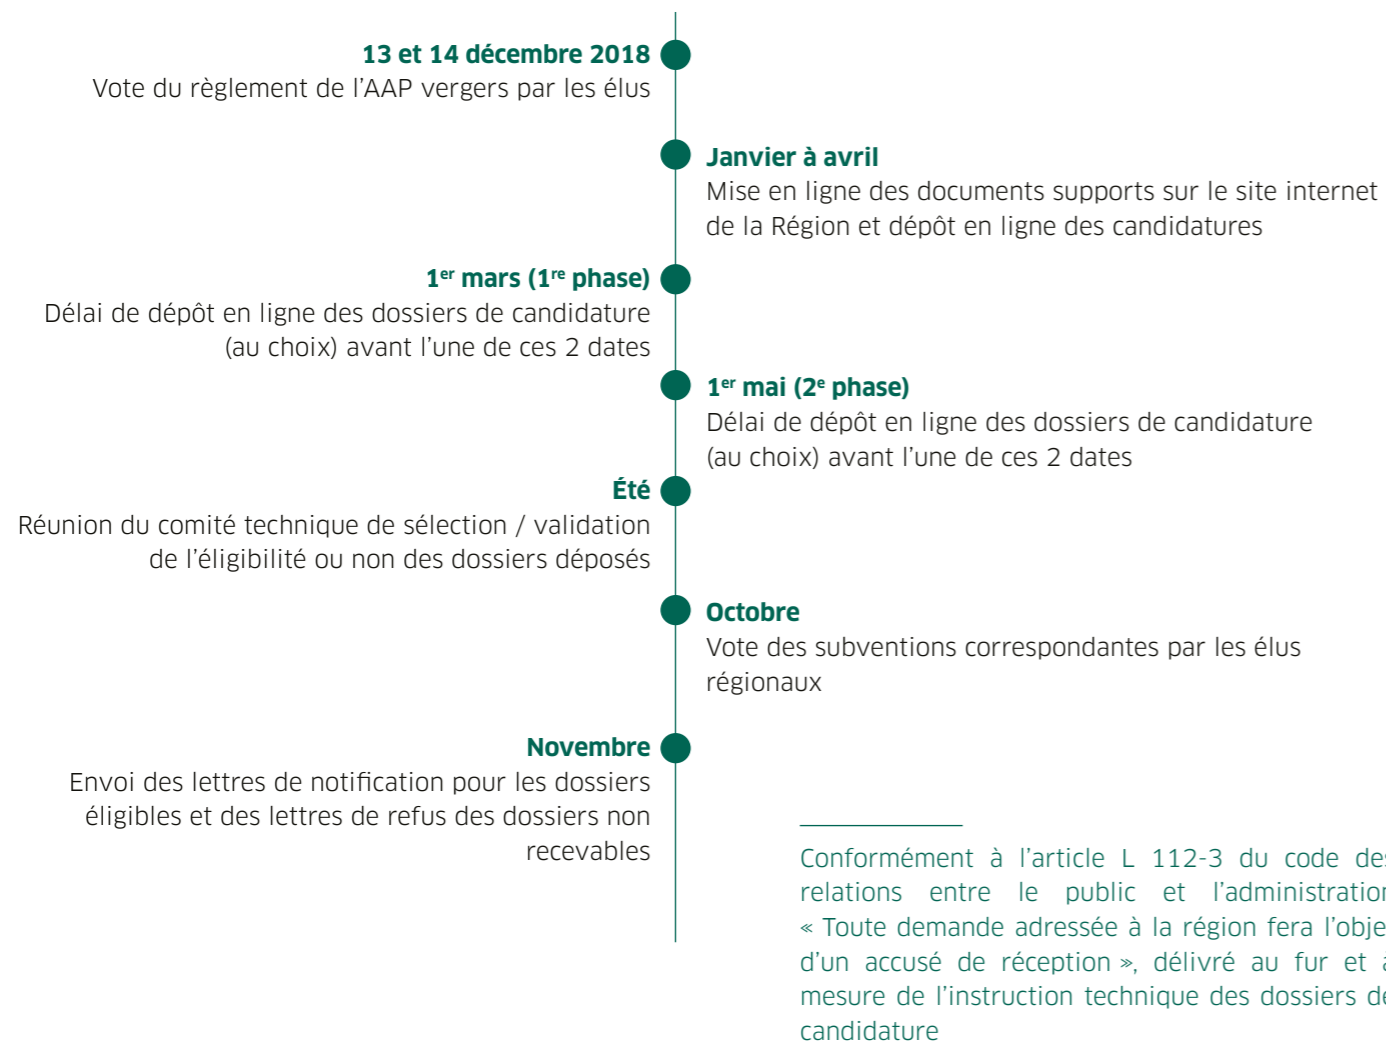 13 et 14 décembre 2018
Vote du règlement de l’AAP vergers par les élus
Janvier à avril
Mise en ligne des documents supports sur le site internet
de la Région et dépôt en ligne des candidatures
1er mars (1re phase)
Délai de dépôt en ligne des dossiers de candidature
(au choix) avant l’une de ces 2 dates
1er mai (2e phase)
Délai de dépôt en ligne des dossiers de candidature
(au choix) avant l’une de ces 2 dates
Été
Réunion du comité technique de sélection / validation
de l’éligibilité ou non des dossiers déposés
Octobre
Vote des subventions correspondantes par les élus
régionaux
Novembre
Envoi des lettres de notification pour les dossiers
éligibles et des lettres de refus des dossiers non
recevables
Conformément à l’article L 112-3 du code des
relations entre le public et l’administration
« Toute demande adressée à la région fera l’obje
d’un accusé de réception », délivré au fur et à
mesure de l’instruction technique des dossiers de
candidature